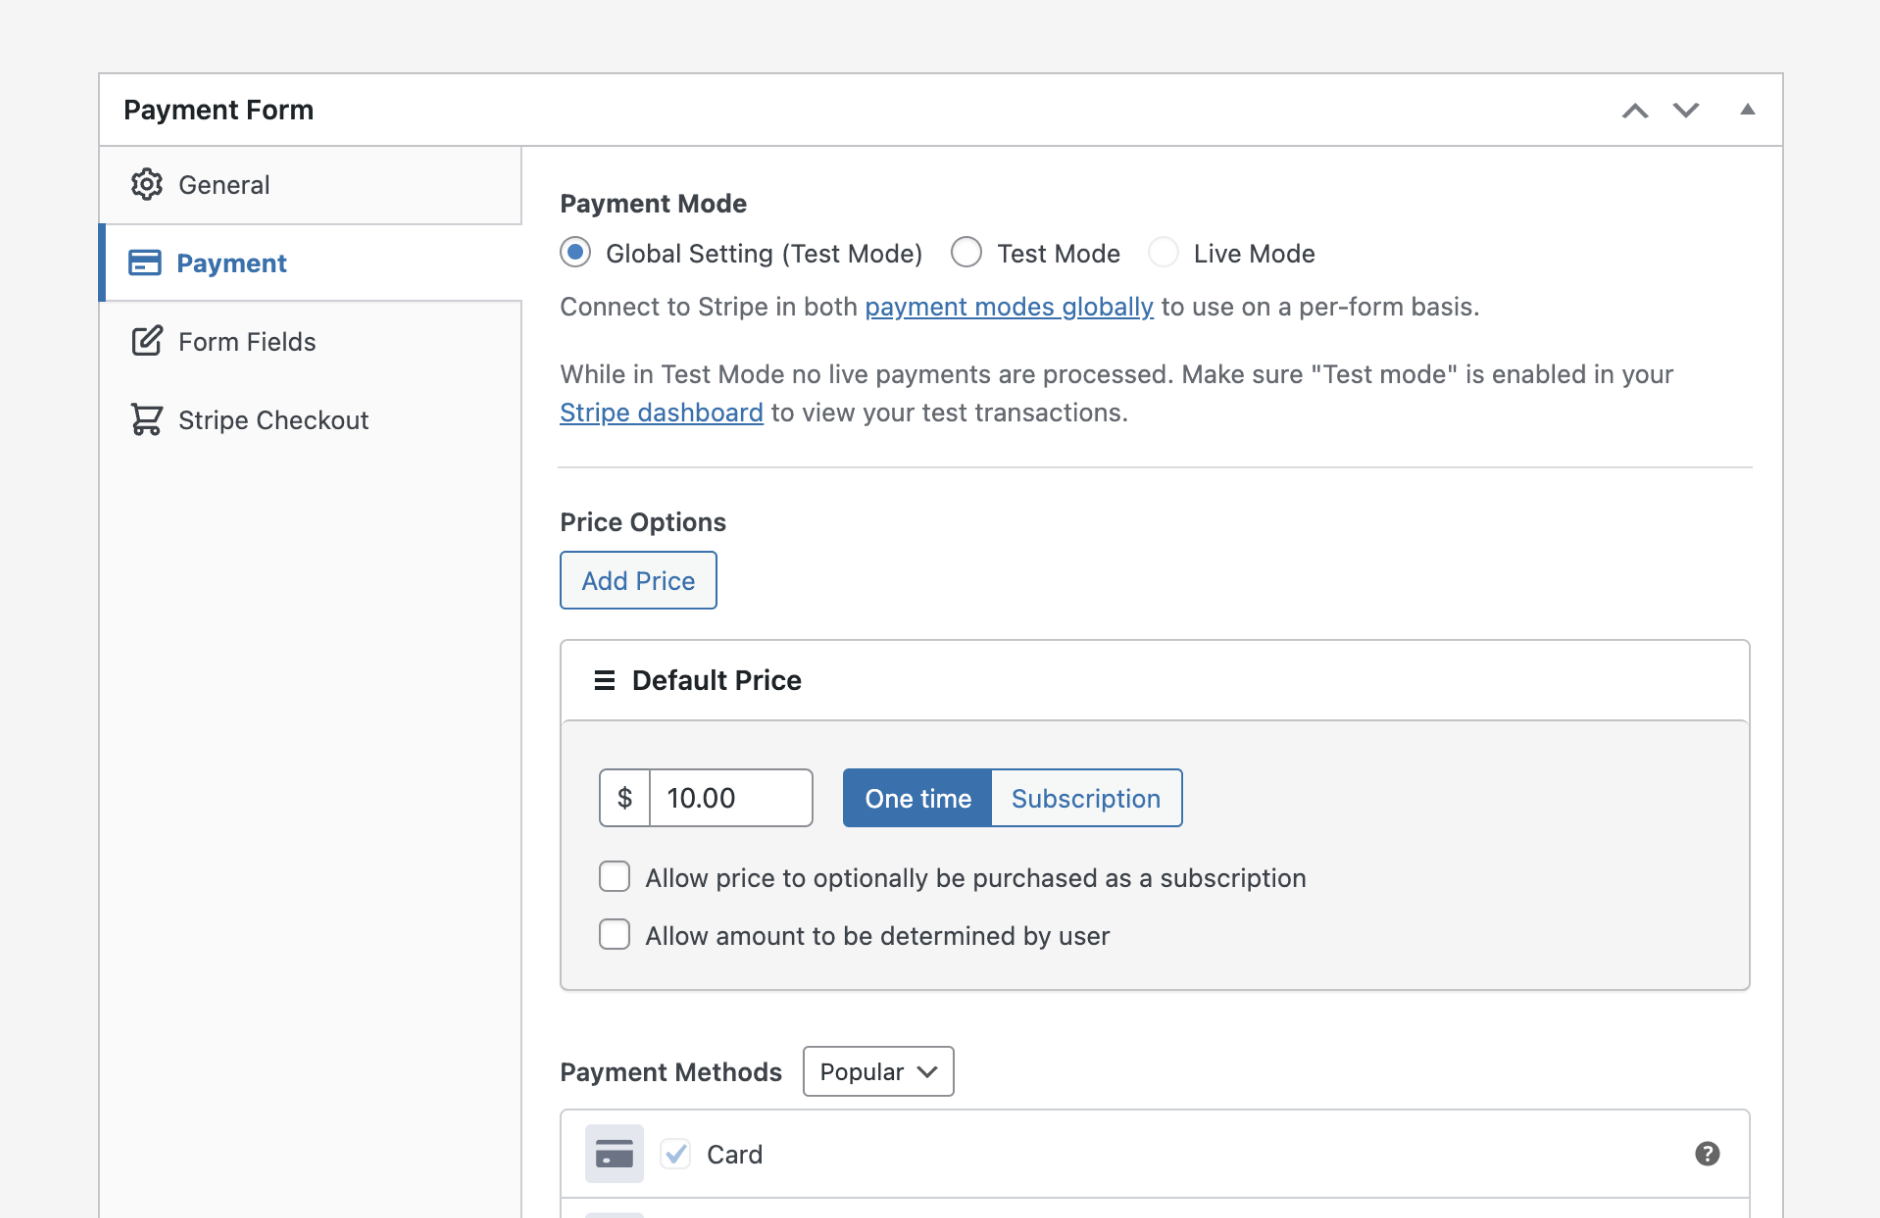 Payment Form
General
Payment
Form Fields
Stripe Checkout
Payment Mode
Global Setting (Test Mode) Test Mode Live Mode
Connect to Stripe in both payment modes globally to use on a per-form basis.
While in Test Mode no live payments are processed. Make sure "Test mode" is enabled in your
Stripe dashboard to view your test transactions.
Price Options
Add Price
Default Price
$ 10.00 One time Subscription
Allow price to optionally be purchased as a subscription
Allow amount to be determined by user
Payment Methods Popular
Card ?